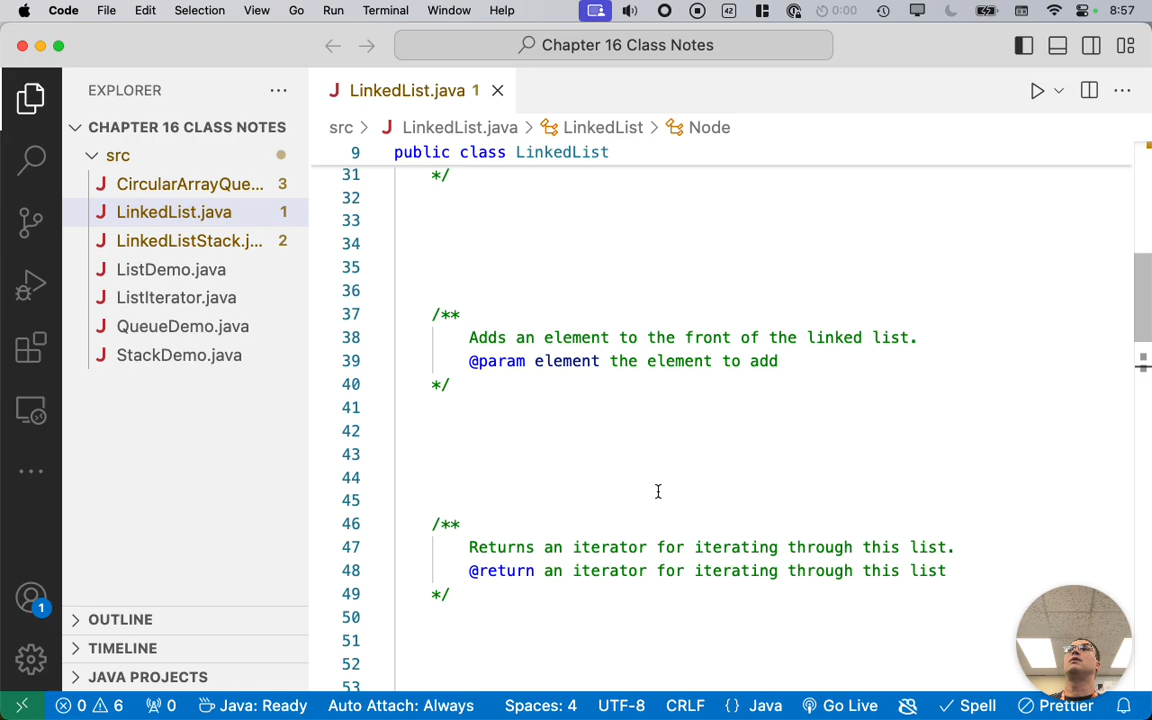 Code File Edit Selection View Go Run Terminal Window Help 42 0:00 8:57
Chapter 16 Class Notes
EXPLORER
J LinkedList.java 1
CHAPTER 16 CLASS NOTES
src > J LinkedList.java > LinkedList > Node
src
9 public class LinkedList
J CircularArrayQue... 3
J LinkedList.java 1
J LinkedListStack.j... 2
J ListDemo.java
J ListIterator.java
J QueueDemo.java
J StackDemo.java
31 */
32
33
34
35
36
37 /**
38 Adds an element to the front of the linked list.
39 @param element the element to add
40 */
41
42
43
44
45
46 /**
47 Returns an iterator for iterating through this list.
48 @return an iterator for iterating through this list
49 */
50
51
52
53
1
OUTLINE
TIMELINE
JAVA PROJECTS
0 6 0 Java: Ready Auto Attach: Always Spaces: 4 UTF-8 CRLF {} Java Go Live Spell Prettier